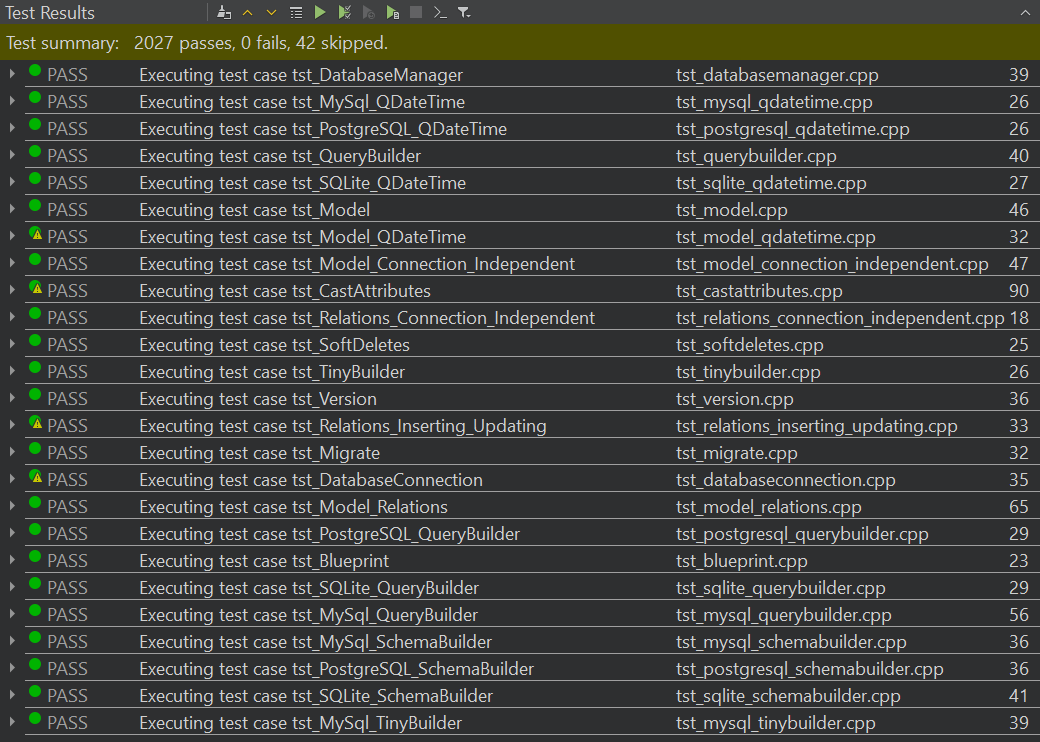 Test Results
Test summary: 2027 passes, 0 fails, 42 skipped.
PASS Executing test case tst_DatabaseManager tst_databasemanager.cpp 39
PASS Executing test case tst_MySql_QDateTime tst_mysql_qdatetime.cpp 26
PASS Executing test case tst_PostgreSQL_QDateTime tst_postgresql_qdatetime.cpp 26
PASS Executing test case tst_QueryBuilder tst_querybuilder.cpp 40
PASS Executing test case tst_SQLite_QDateTime tst_sqlite_qdatetime.cpp 27
PASS Executing test case tst_Model tst_model.cpp 46
PASS Executing test case tst_Model_QDateTime tst_model_qdatetime.cpp 32
PASS Executing test case tst_Model_Connection_Independent tst_model_connection_independent.cpp 47
PASS Executing test case tst_CastAttributes tst_castattributes.cpp 90
PASS Executing test case tst_Relations_Connection_Independent tst_relations_connection_independent.cpp 18
PASS Executing test case tst_SoftDeletes tst_softdeletes.cpp 25
PASS Executing test case tst_TinyBuilder tst_tinybuilder.cpp 26
PASS Executing test case tst_Version tst_version.cpp 36
PASS Executing test case tst_Relations_Inserting_Updating tst_relations_inserting_updating.cpp 33
PASS Executing test case tst_Migrate tst_migrate.cpp 32
PASS Executing test case tst_DatabaseConnection tst_databaseconnection.cpp 35
PASS Executing test case tst_Model_Relations tst_model_relations.cpp 65
PASS Executing test case tst_PostgreSQL_QueryBuilder tst_postgresql_querybuilder.cpp 29
PASS Executing test case tst_Blueprint tst_blueprint.cpp 23
PASS Executing test case tst_SQLite_QueryBuilder tst_sqlite_querybuilder.cpp 29
PASS Executing test case tst_MySql_QueryBuilder tst_mysql_querybuilder.cpp 56
PASS Executing test case tst_MySql_SchemaBuilder tst_mysql_schemabuilder.cpp 36
PASS Executing test case tst_PostgreSQL_SchemaBuilder tst_postgresql_schemabuilder.cpp 36
PASS Executing test case tst_SQLite_SchemaBuilder tst_sqlite_schemabuilder.cpp 41
PASS Executing test case tst_MySql_TinyBuilder tst_mysql_tinybuilder.cpp 39